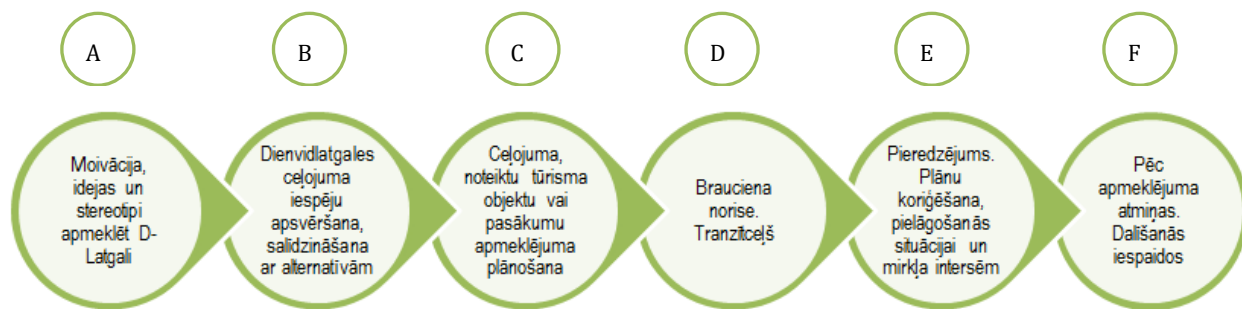 A
B
C
D
E
F
Moivācija,
idejas un
stereotipi
apmeklēt D-
Latgali
Dienvidlatgales
ceļojuma
iespēju
apsvēršana,
salīdzināšana
ar alternatīvām
Ceļojuma,
noteiktu tūrisma
objektu vai
pasākumu
apmeklējuma
plānošana
Brauciena
norise.
Tranzītceļš
Pieredzējums.
Plānu
koriģēšana,
pielāgošanās
situācijai un
mirkļa intersēm
Pēc
apmeklējuma
atmiņas.
Dalīšanās
iespaidos